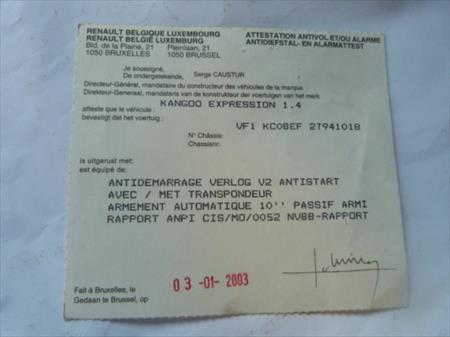 RENAULT BELGIQUE LUXEMBOURG ATTESTATION ANTIVOL ET/OU ALARME
RENAULT BELGIË LUXEMBURG ANTIDIEFSTAL- EN ALARMATTEST
Bld. de la Plaine, 21 Pleinlaan, 21
1050 BRUXELLES 1050 BRUSSEL
Je soussigné,
De ondergetekende, Serge CAUSTUR
Directeur-Général, mandataire du constructeur des véhicules de la marque
Direkteur-Generaal, mandataris van de konstrukteur der voertuigen van het merk
KANGOO EXPRESSION 1.4
atteste que le véhicule :
bevestigt dat het voertuig :
VF1 KC0BEF 27941018
N° Châssis:
Chassisnr:
is uitgerust met:
est équipé de:
ANTIDEMARRAGE VERLOG V2 ANTISTART
AVEC / MET TRANSPONDEUR
ARMEMENT AUTOMATIQUE 10'' PASSIF ARMI
RAPPORT ANPI CIS/MO/0052 NVBB-RAPPORT
03-01-2003
Fait à Bruxelles, le
Gedaan te Brussel, op